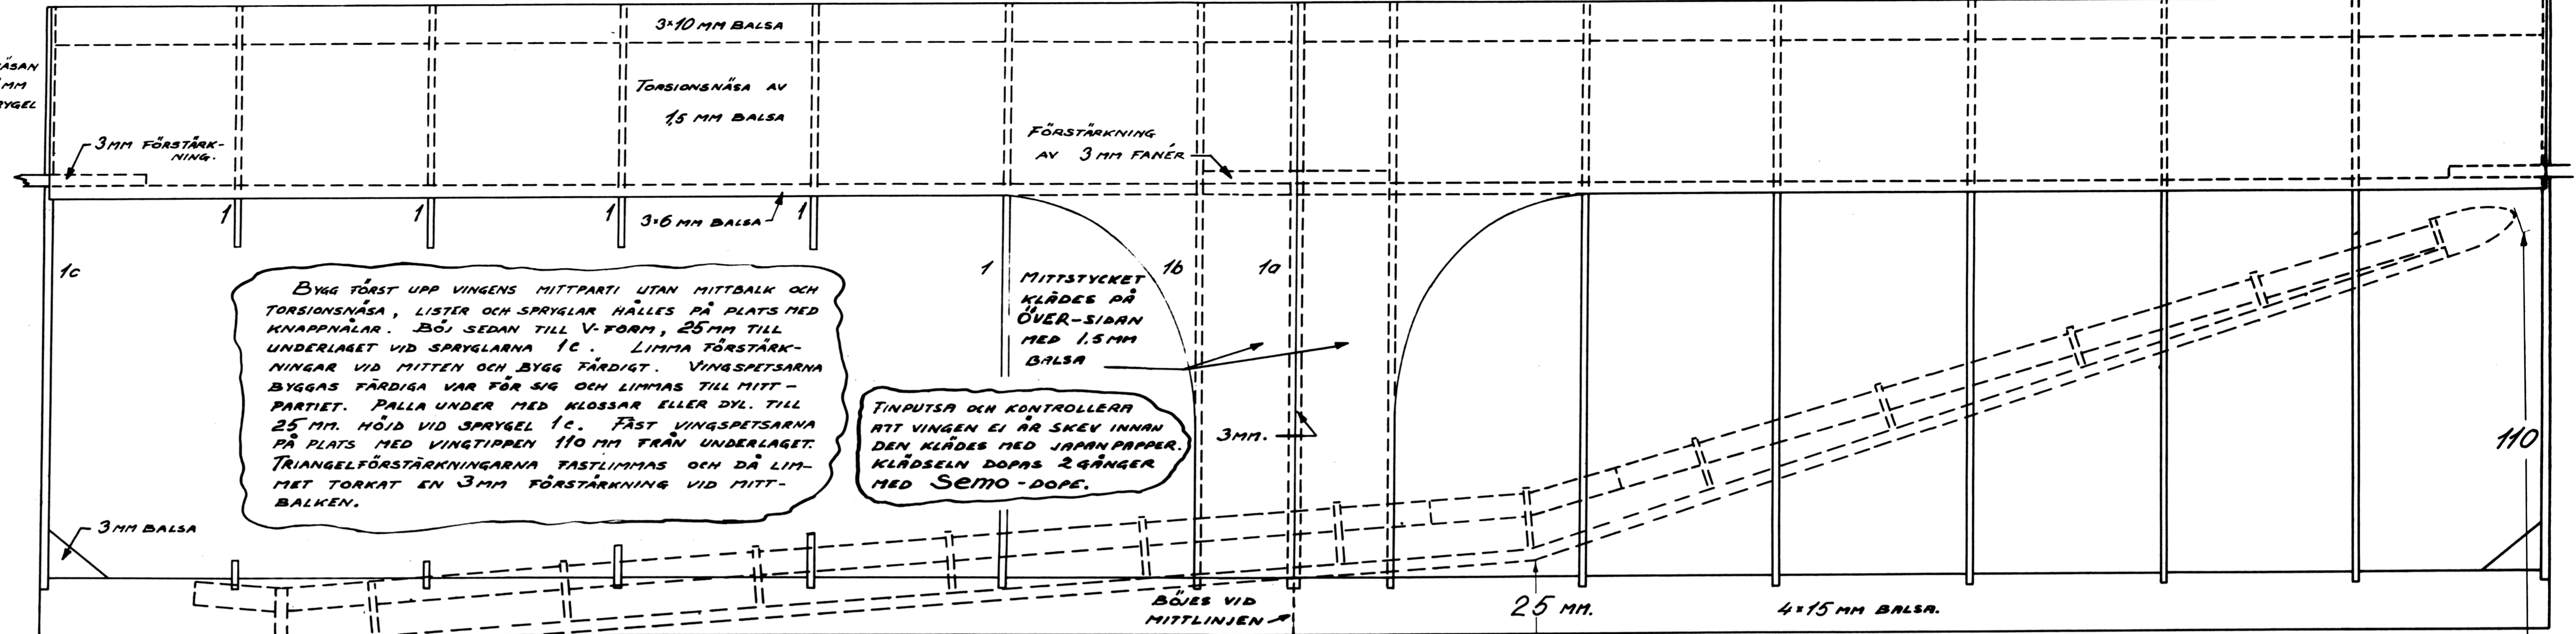 3×10 MM BALSA
TORSIONSNÄSA AV
1,5 MM BALSA
MM
3 MM FÖRSTÄRK-
NING.
FÖRSTÄRKNING
AV 3 MM FANÉR
1
1
1
1
3×6 MM BALSA
1c
1
1b
1a
BYGG FÖRST UPP VINGENS MITTPARTI UTAN MITTBALK OCH
TORSIONSNÄSA, LISTER OCH SPRYGLAR HÅLLES PÅ PLATS MED
KNAPPNÅLAR. BÖJ SEDAN TILL V-FORM, 25 MM TILL
UNDERLAGET VID SPRYGLARNA 1c. LIMMA FÖRSTÄRK-
NINGAR VID MITTEN OCH BYGG FÄRDIGT. VINGSPETSARNA
BYGGAS FÄRDIGA VAR FÖR SIG OCH LIMMAS TILL MITT-
PARTIET. PALLA UNDER MED KLOSSAR ELLER DYL. TILL
25 MM. HÖJD VID SPRYGEL 1c. FÄST VINGSPETSARNA
PÅ PLATS MED VINGTIPPEN 110 MM FRÅN UNDERLAGET.
TRIANGELFÖRSTÄRKNINGARNA FASTLIMMAS OCH DÅ LIM-
MET TORKAT EN 3 MM FÖRSTÄRKNING VID MITT-
BALKEN.
MITTSTYCKET
KLÄDES PÅ
ÖVER-SIDAN
MED 1,5 MM
BALSA
FINPUTSA OCH KONTROLLERA
ATT VINGEN EJ ÄR SKEV INNAN
DEN KLÄDES MED JAPANPAPPER.
KLÄDSELN DOPAS 2 GÅNGER
MED SEMO-DOPE.
3 MM.
110
3 MM BALSA
BÖJES VID
MITTLINJEN
25 MM.
4×15 MM BALSA.